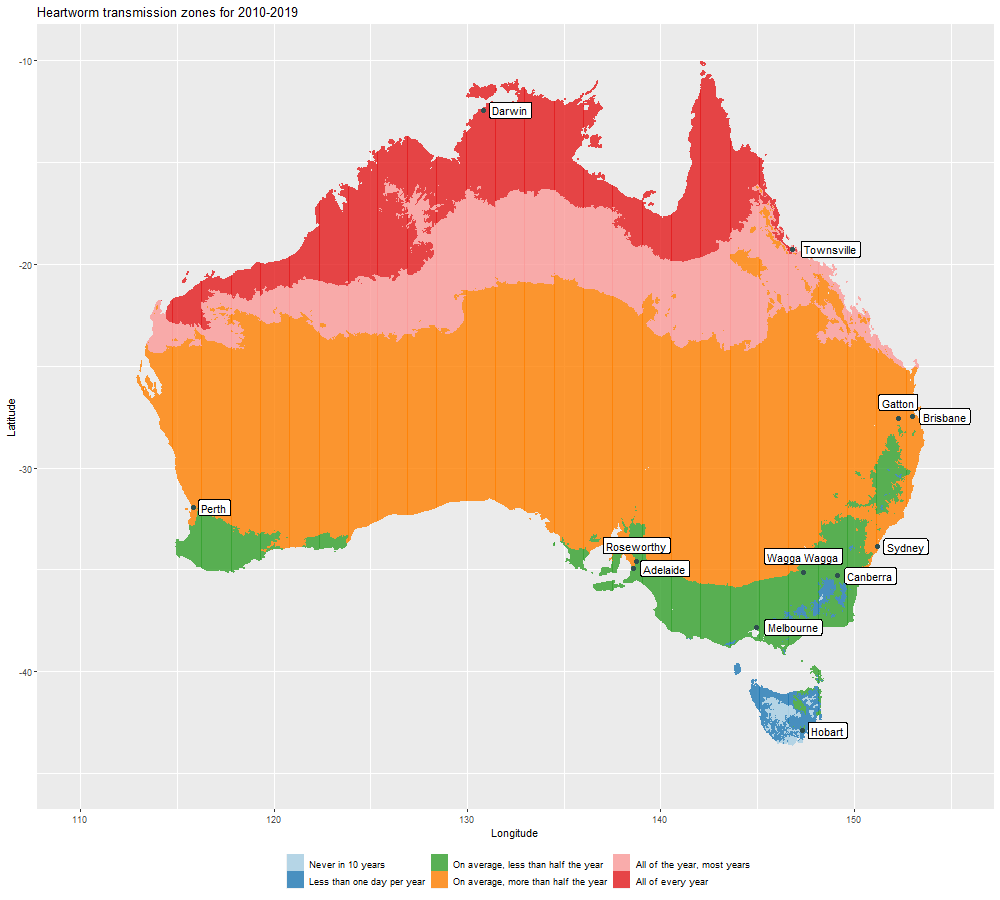 Heartworm transmission zones for 2010-2019
-10
Darwin
Townsville
-20
Gatton
Brisbane
-30
Perth
Roseworthy
Sydney
Wagga Wagga
Adelaide
Canberra
Melbourne
-40
Hobart
Latitude
110 120 130 140 150
Longitude
Never in 10 years On average, less than half the year All of the year, most years
Less than one day per year On average, more than half the year All of every year